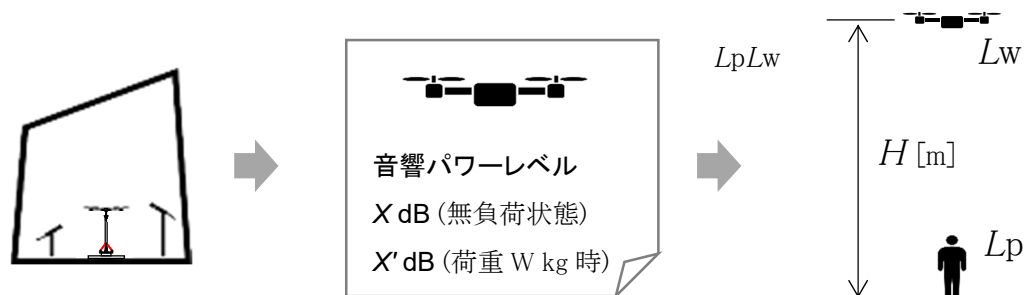 音響パワーレベル
X dB (無負荷状態)
X' dB (荷重 W kg 時)
LpLw
Lw
H [m]
Lp